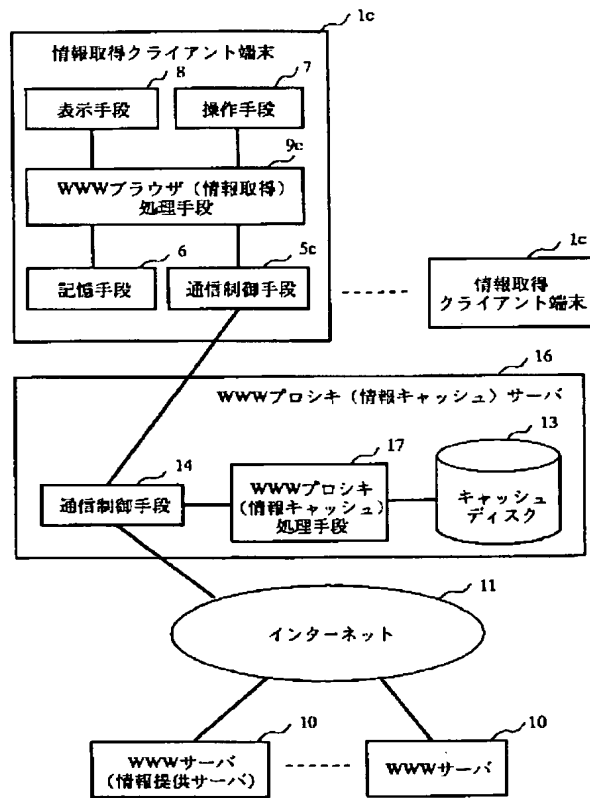 1c
情報取得クライアント端末
8
7
表示手段
操作手段
9c
WWWブラウザ（情報取得）
処理手段
6
5c
記憶手段
通信制御手段
1c
情報取得
クライアント端末
16
WWWプロシキ（情報キャッシュ）サーバ
14
17
13
通信制御手段
WWWプロシキ
（情報キャッシュ）
処理手段
キャッシュ
ディスク
11
インターネット
10
10
WWWサーバ
（情報提供サーバ）
WWWサーバ